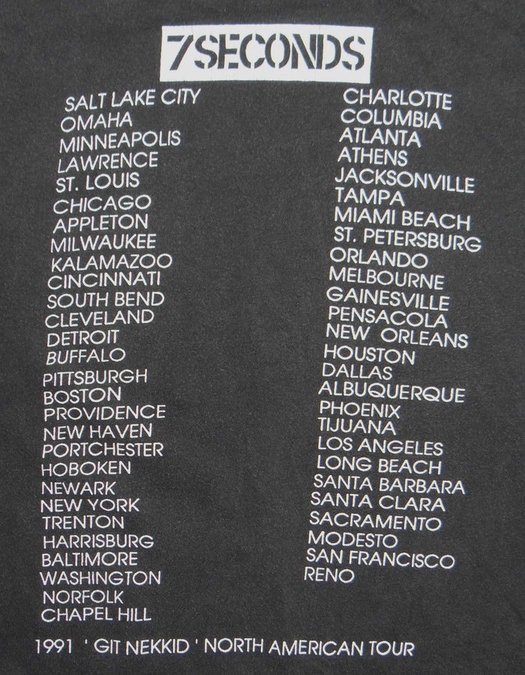 7SECONDS
SALT LAKE CITY
OMAHA
MINNEAPOLIS
LAWRENCE
ST. LOUIS
CHICAGO
APPLETON
MILWAUKEE
KALAMAZOO
CINCINNATI
SOUTH BEND
CLEVELAND
DETROIT
BUFFALO
PITTSBURGH
BOSTON
PROVIDENCE
NEW HAVEN
PORTCHESTER
HOBOKEN
NEWARK
NEW YORK
TRENTON
HARRISBURG
BALTIMORE
WASHINGTON
NORFOLK
CHAPEL HILL
CHARLOTTE
COLUMBIA
ATLANTA
ATHENS
JACKSONVILLE
TAMPA
MIAMI BEACH
ST. PETERSBURG
ORLANDO
MELBOURNE
GAINESVILLE
PENSACOLA
NEW ORLEANS
HOUSTON
DALLAS
ALBUQUERQUE
PHOENIX
TIJUANA
LOS ANGELES
LONG BEACH
SANTA BARBARA
SANTA CLARA
SACRAMENTO
MODESTO
SAN FRANCISCO
RENO
1991 ' GIT NEKKID ' NORTH AMERICAN TOUR